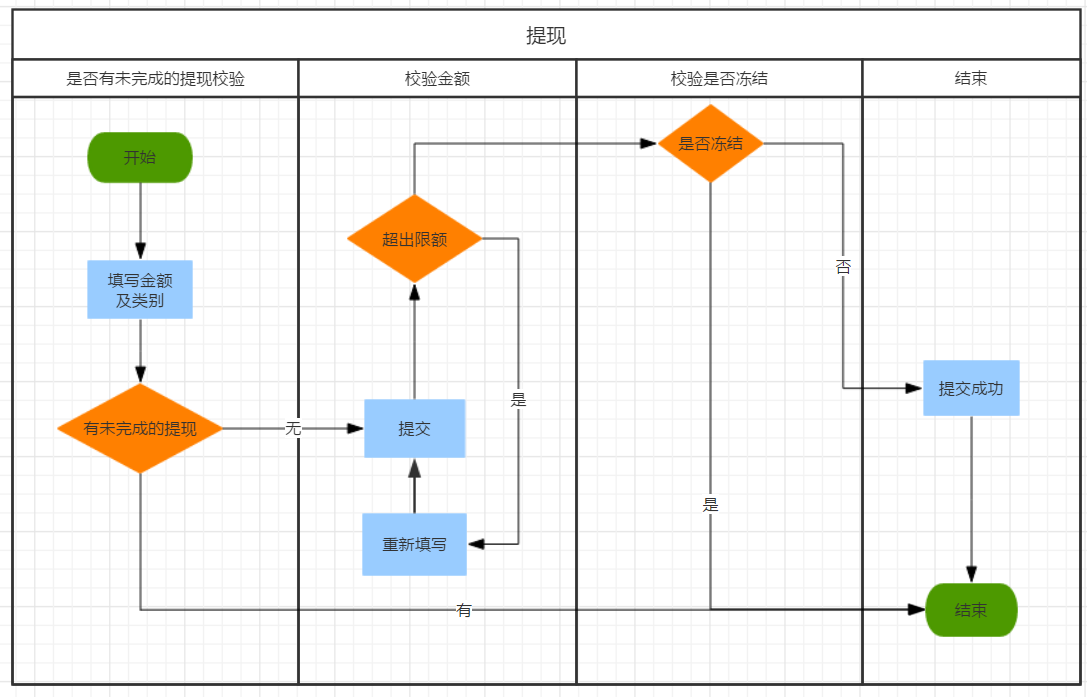 提现
是否有未完成的提现校验
校验金额
校验是否冻结
结束
开始
填写金额
及类别
有未完成的提现
无
有
超出限额
是
提交
重新填写
是否冻结
否
是
提交成功
结束